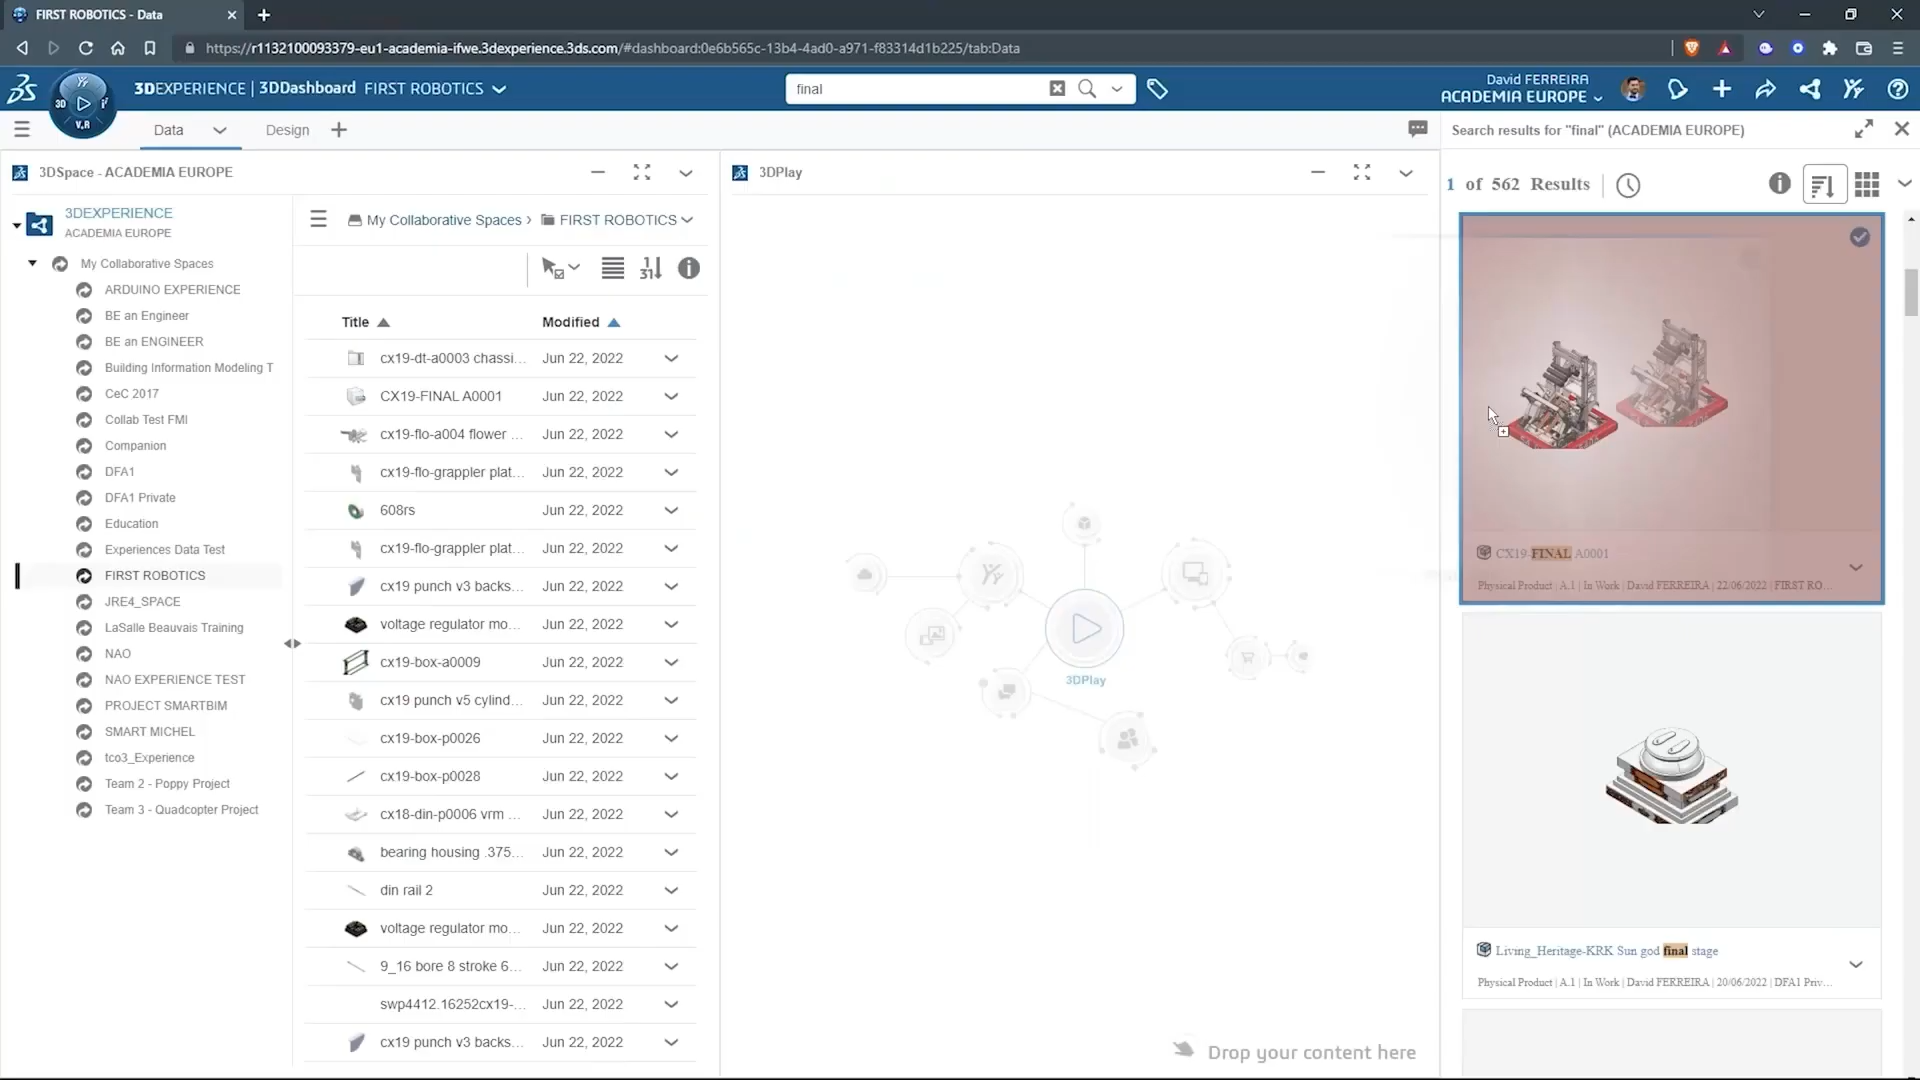 FIRST ROBOTICS - Data
https://r1132100093379-eu1-academia-ifwe.3dexperience.3ds.com/#dashboard:0e6b565c-13b4-4ad0-a971-f83314d1b225/tab:Data
3DEXPERIENCE | 3DDashboard FIRST ROBOTICS
final
David FERREIRA
ACADEMIA EUROPE
3D
V.R
Data
Design
Search results for "final" (ACADEMIA EUROPE)
3DSpace - ACADEMIA EUROPE
3DPlay
1 of 562 Results
3DEXPERIENCE
ACADEMIA EUROPE
My Collaborative Spaces
ARDUINO EXPERIENCE
BE an Engineer
BE an ENGINEER
Building Information Modeling T
CeC 2017
Collab Test FMI
Companion
DFA1
DFA1 Private
Education
Experiences Data Test
FIRST ROBOTICS
JRE4_SPACE
LaSalle Beauvais Training
NAO
NAO EXPERIENCE TEST
PROJECT SMARTBIM
SMART MICHEL
tco3_Experience
Team 2 - Poppy Project
Team 3 - Quadcopter Project
My Collaborative Spaces > FIRST ROBOTICS
Title Modified
cx19-dt-a0003 chassi... Jun 22, 2022
CX19-FINAL A0001 Jun 22, 2022
cx19-flo-a004 flower ... Jun 22, 2022
cx19-flo-grappler plat... Jun 22, 2022
608rs Jun 22, 2022
cx19-flo-grappler plat... Jun 22, 2022
cx19 punch v3 backs... Jun 22, 2022
voltage regulator mo... Jun 22, 2022
cx19-box-a0009 Jun 22, 2022
cx19 punch v5 cylind... Jun 22, 2022
cx19-box-p0026 Jun 22, 2022
cx19-box-p0028 Jun 22, 2022
cx18-din-p0006 vrm ... Jun 22, 2022
bearing housing .375... Jun 22, 2022
din rail 2 Jun 22, 2022
voltage regulator mo... Jun 22, 2022
9_16 bore 8 stroke 6... Jun 22, 2022
swp4412.16252cx19-... Jun 22, 2022
cx19 punch v3 backs... Jun 22, 2022
3DPlay
Drop your content here
CX19-FINAL A0001
Physical Product | A.1 | In Work | David FERREIRA | 22/06/2022 | FIRST RO...
Living_Heritage-KRK Sun god final stage
Physical Product | A.1 | In Work | David FERREIRA | 20/06/2022 | DFA1 Priv...